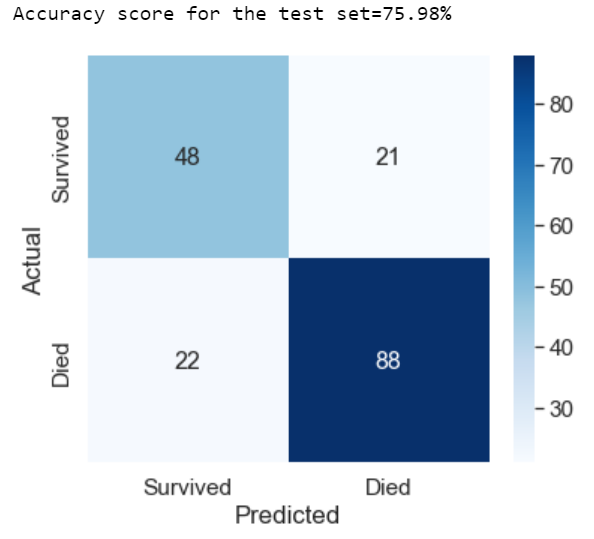 Accuracy score for the test set=75.98%
80
70
60
50
40
30
Actual
Survived
Died
48
21
22
88
Survived
Died
Predicted